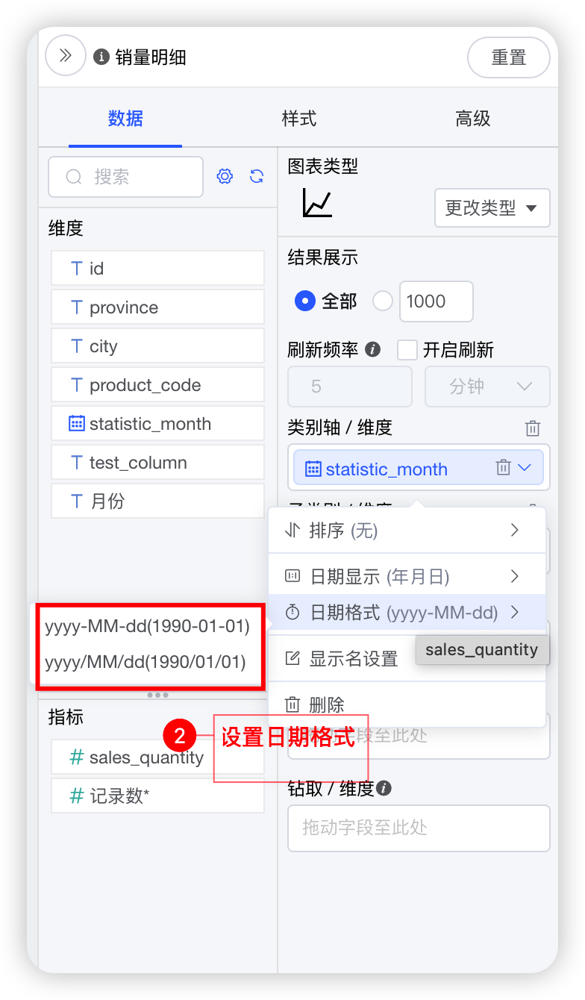 销量明细
重置
数据
样式
高级
搜索
维度
id
province
city
product_code
statistic_month
test_column
月份
图表类型
更改类型
结果展示
全部
1000
刷新频率
开启刷新
5
分钟
类别轴 / 维度
statistic_month
排序 (无)
日期显示 (年月日)
日期格式 (yyyy-MM-dd)
显示名设置
sales_quantity
删除
yyyy-MM-dd(1990-01-01)
yyyy/MM/dd(1990/01/01)
指标
2
设置日期格式
sales_quantity
记录数*
拖动字段至此处
钻取 / 维度
拖动字段至此处